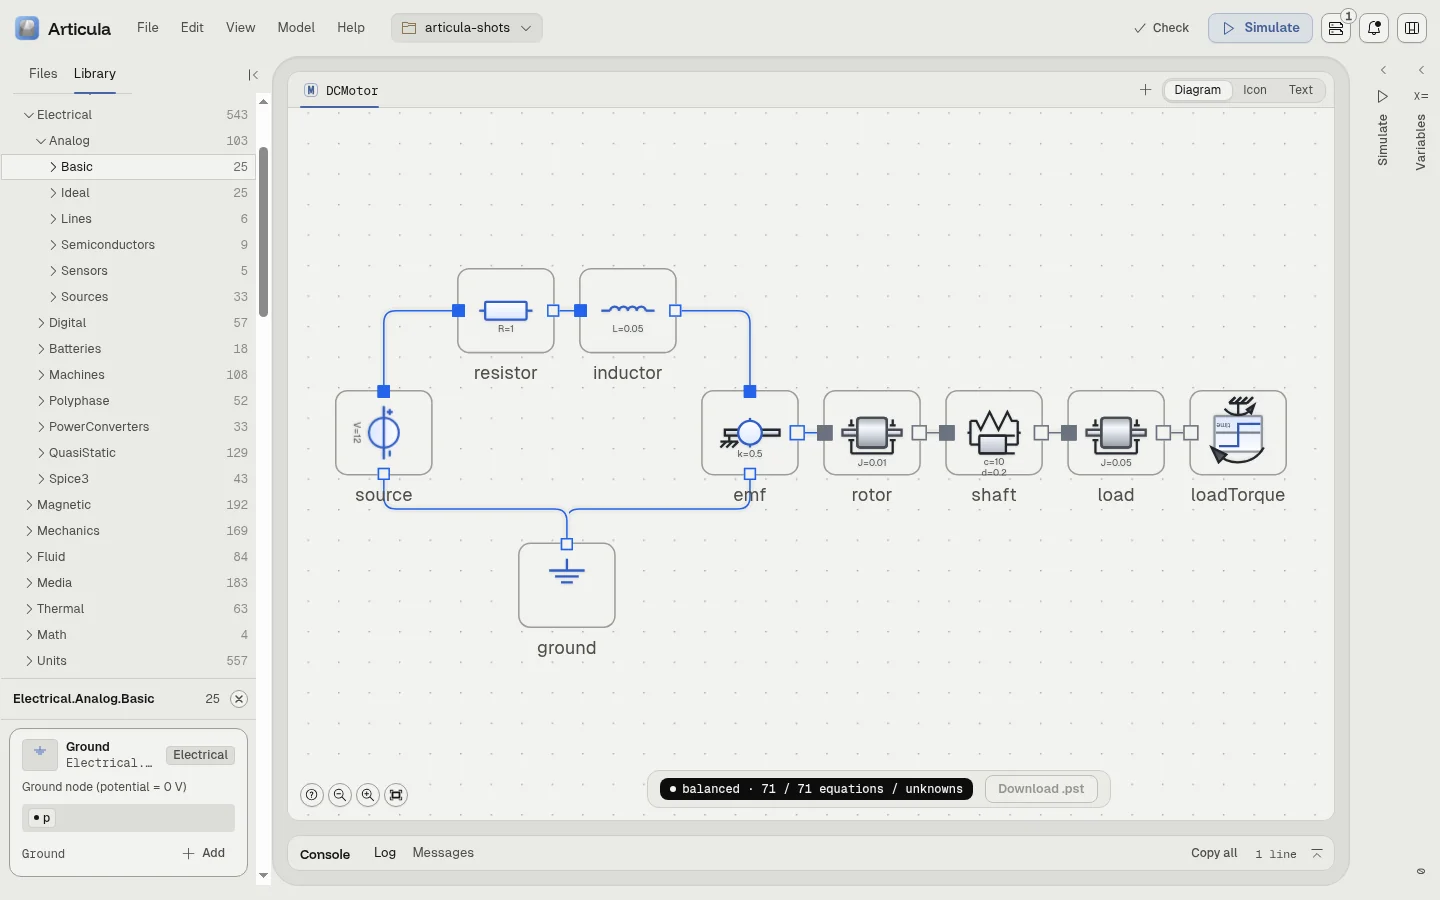 Articula
File Edit View Model Help
articula-shots
Check
Simulate
1
Files Library
Electrical 543
Analog 103
Basic 25
Ideal 25
Lines 6
Semiconductors 9
Sensors 5
Sources 33
Digital 57
Batteries 18
Machines 108
Polyphase 52
PowerConverters 33
QuasiStatic 129
Spice3 43
Magnetic 192
Mechanics 169
Fluid 84
Media 183
Thermal 63
Math 4
Units 557
Electrical.Analog.Basic 25
Ground
Electrical....
Electrical
Ground node (potential = 0 V)
p
Ground
Add
M DCMotor
Diagram Icon Text
R=1
resistor
L=0.05
inductor
V=12
source
k=0.5
emf
J=0.01
rotor
c=10
d=0.2
shaft
J=0.05
load
time
loadTorque
ground
balanced · 71 / 71 equations / unknowns
Download .pst
Console Log Messages
Copy all 1 line
Simulate
x=
Variables
0